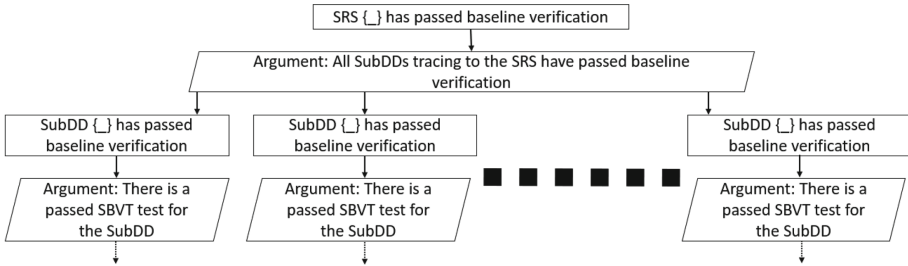 SRS {_} has passed baseline verification
Argument: All SubDDs tracing to the SRS have passed baseline
verification
SubDD {_} has passed
baseline verification
SubDD {_} has passed
baseline verification
SubDD {_} has passed
baseline verification
Argument: There is a
passed SBVT test for
the SubDD
Argument: There is a
passed SBVT test for
the SubDD
Argument: There is a
passed SBVT test for
the SubDD